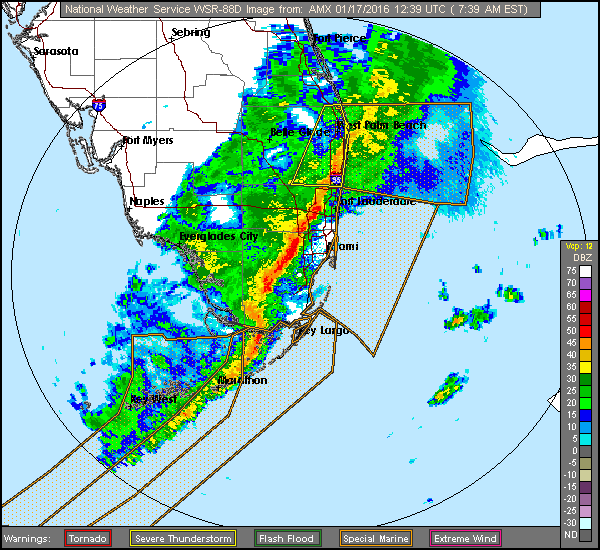 National Weather Service WSR-88D Image from: AMX 01/17/2016 12:39 UTC ( 7:39 AM EST)
Sebring
Fort Pierce
Sarasota
75
Belle Glade
West Palm Beach
Fort Myers
Naples
Fort Lauderdale
Everglades City
Miami
Vcp: 12
DBZ
75
70
65
60
55
50
45
40
35
30
25
20
15
10
5
0
-5
-10
-15
-20
-25
-30
ND
Key Largo
Marathon
Key West
Warnings:
Tornado
Severe Thunderstorm
Flash Flood
Special Marine
Extreme Wind